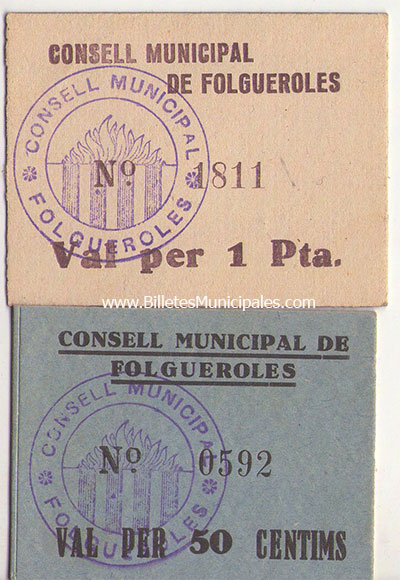 CONSELL MUNICIPAL
DE FOLGUEROLES
CONSELL MUNICIPAL
FOLGUEROLES
Nº 1811
Val per 1 Pta.
www.BilletesMunicipales.com
CONSELL MUNICIPAL DE
FOLGUEROLES
CONSELL MUNICIPAL
FOLGUEROLES
Nº 0592
VAL PER 50 CENTIMS